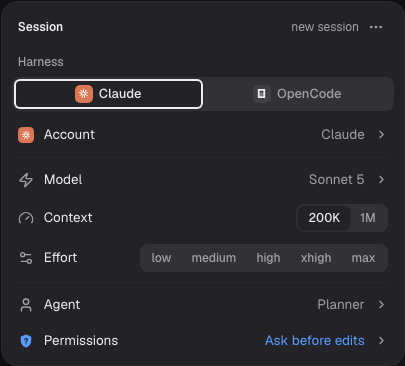 Session new session ...
Harness
Claude OpenCode
Account Claude
Model Sonnet 5
Context 200K 1M
Effort low medium high xhigh max
Agent Planner
Permissions Ask before edits